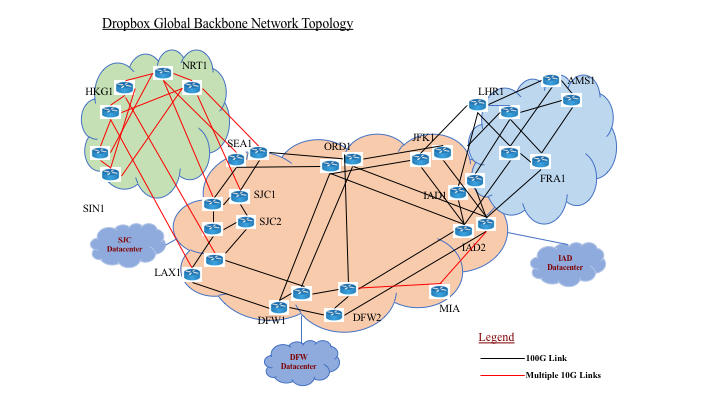 Dropbox Global Backbone Network Topology
NRT1
HKG1
LHR1
AMS1
SEA1
ORD1
JFK1
FRA1
SJC1
IAD1
SIN1
SJC2
SJC
Datacenter
IAD2
IAD
Datacenter
LAX1
MIA
DFW1
DFW2
DFW
Datacenter
Legend
100G Link
Multiple 10G Links